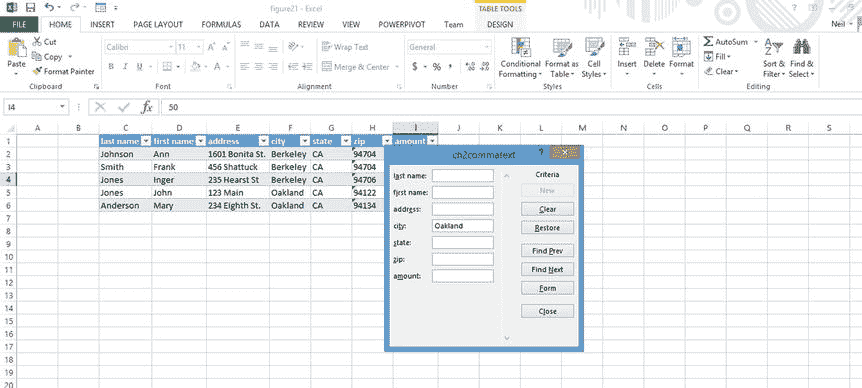 figure21 - Excel
TABLE TOOLS
? 
FILE HOME INSERT PAGE LAYOUT FORMULAS DATA REVIEW VIEW POWERPIVOT Team DESIGN Neil
Paste
Cut
Copy
Format Painter
Clipboard
Calibri 11
B I U
Font
Wrap Text
Merge & Center
Alignment
General
$ % ,
Number
Conditional Formatting
Format as Table
Cell Styles
Styles
Insert Delete Format
Cells
AutoSum
Fill
Clear
Sort & Filter
Find & Select
Editing
I4 fx 50
A B C D E F G H I J K L M N O P Q R S
1 last name first name address city state zip amount
2 Johnson Ann 1601 Bonita St. Berkeley CA 94704
3 Smith Frank 456 Shattuck Berkeley CA 94704
4 Jones Inger 235 Hearst St Berkeley CA 94706
5 Jones John 123 Main Oakland CA 94122
6 Anderson Mary 234 Eighth St. Oakland CA 94134
7
8
9
10
11
12
13
14
15
16
17
18
19
20
ch2commatext ?
last name:
first name:
address:
city: Oakland
state:
zip:
amount:
Criteria
New
Clear
Restore
Find Prev
Find Next
Form
Close